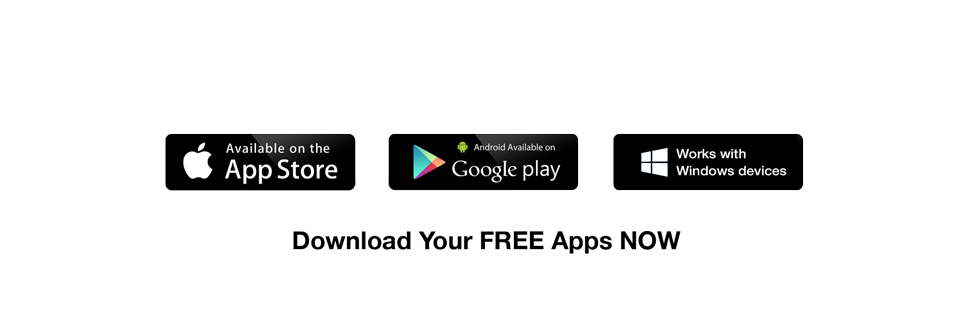 Available on the
App Store
Android Available on
Google play
Works with
Windows devices
Download Your FREE Apps NOW